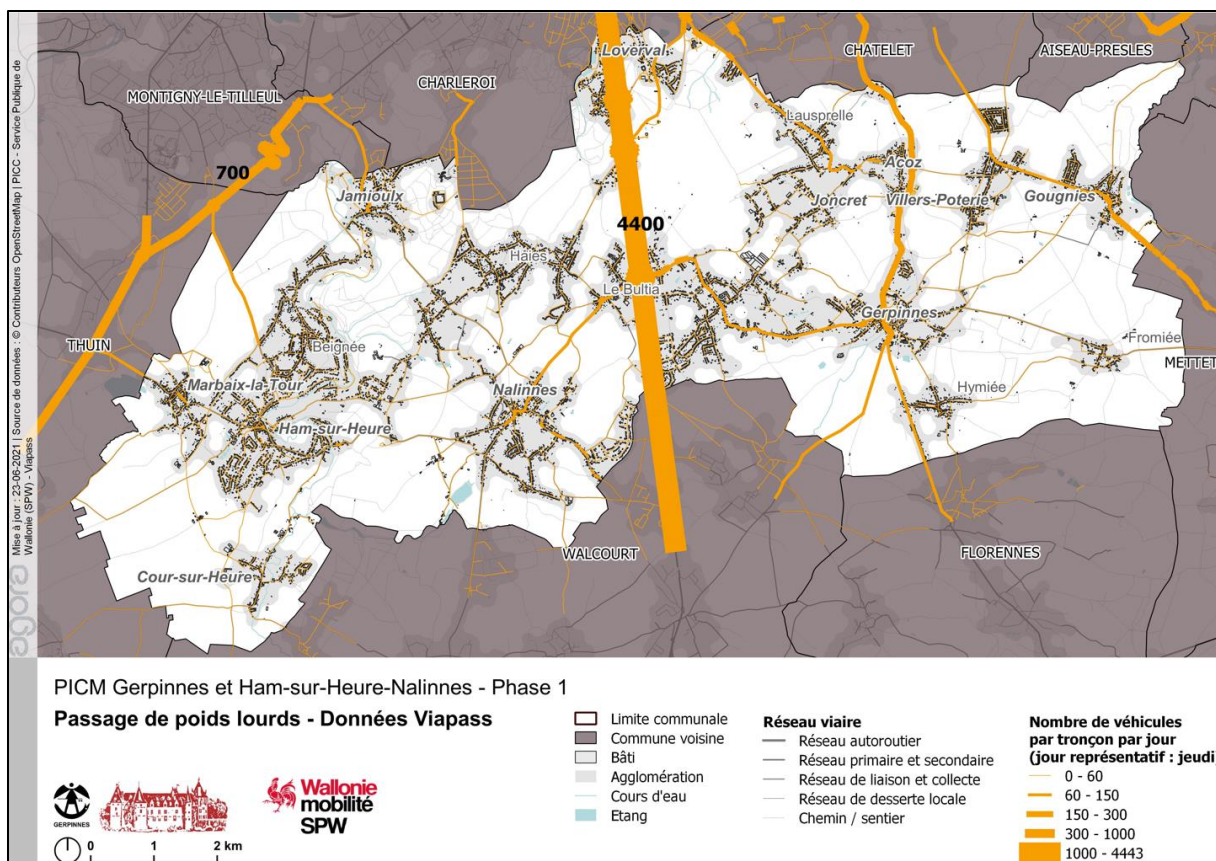 Mise à jour : 23-06-2021 | Source de données : © Contributeurs OpenStreetMap | PICC - Service Publique de
Wallonie (SPW) - Viapass
agora
MONTIGNY-LE-TILLEUL
CHARLEROI
Loverval
CHATELET
AISEAU-PRESLES
Lausprelle
700
Acoz
Jamioulx
Joncret
Villers-Poterie
Gougnies
4400
Haies
Le Bultia
Gerpinnes
THUIN
Beignée
Fromiée
METTET
Marbaix-la-Tour
Nalinnes
Hymiée
Ham-sur-Heure
WALCOURT
FLORENNES
Cour-sur-Heure
PICM Gerpinnes et Ham-sur-Heure-Nalinnes - Phase 1
Passage de poids lourds - Données Viapass
GERPINNES
Wallonie
mobilité
SPW
0 1 2 km
Limite communale
Commune voisine
Bâti
Agglomération
Cours d'eau
Etang
Réseau viaire
Réseau autoroutier
Réseau primaire et secondaire
Réseau de liaison et collecte
Réseau de desserte locale
Chemin / sentier
Nombre de véhicules
par tronçon par jour
(jour représentatif : jeudi)
0 - 60
60 - 150
150 - 300
300 - 1000
1000 - 4443